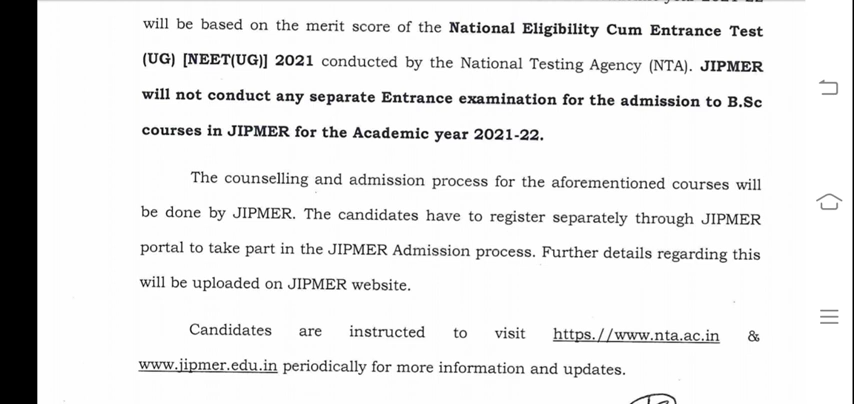 will be based on the merit score of the National Eligibility Cum Entrance Test
(UG) [NEET(UG)] 2021 conducted by the National Testing Agency (NTA). JIPMER
will not conduct any separate Entrance examination for the admission to B.Sc
courses in JIPMER for the Academic year 2021-22.
The counselling and admission process for the aforementioned courses will
be done by JIPMER. The candidates have to register separately through JIPMER
portal to take part in the JIPMER Admission process. Further details regarding this
will be uploaded on JIPMER website.
Candidates are instructed to visit https.//www.nta.ac.in &
www.jipmer.edu.in periodically for more information and updates.